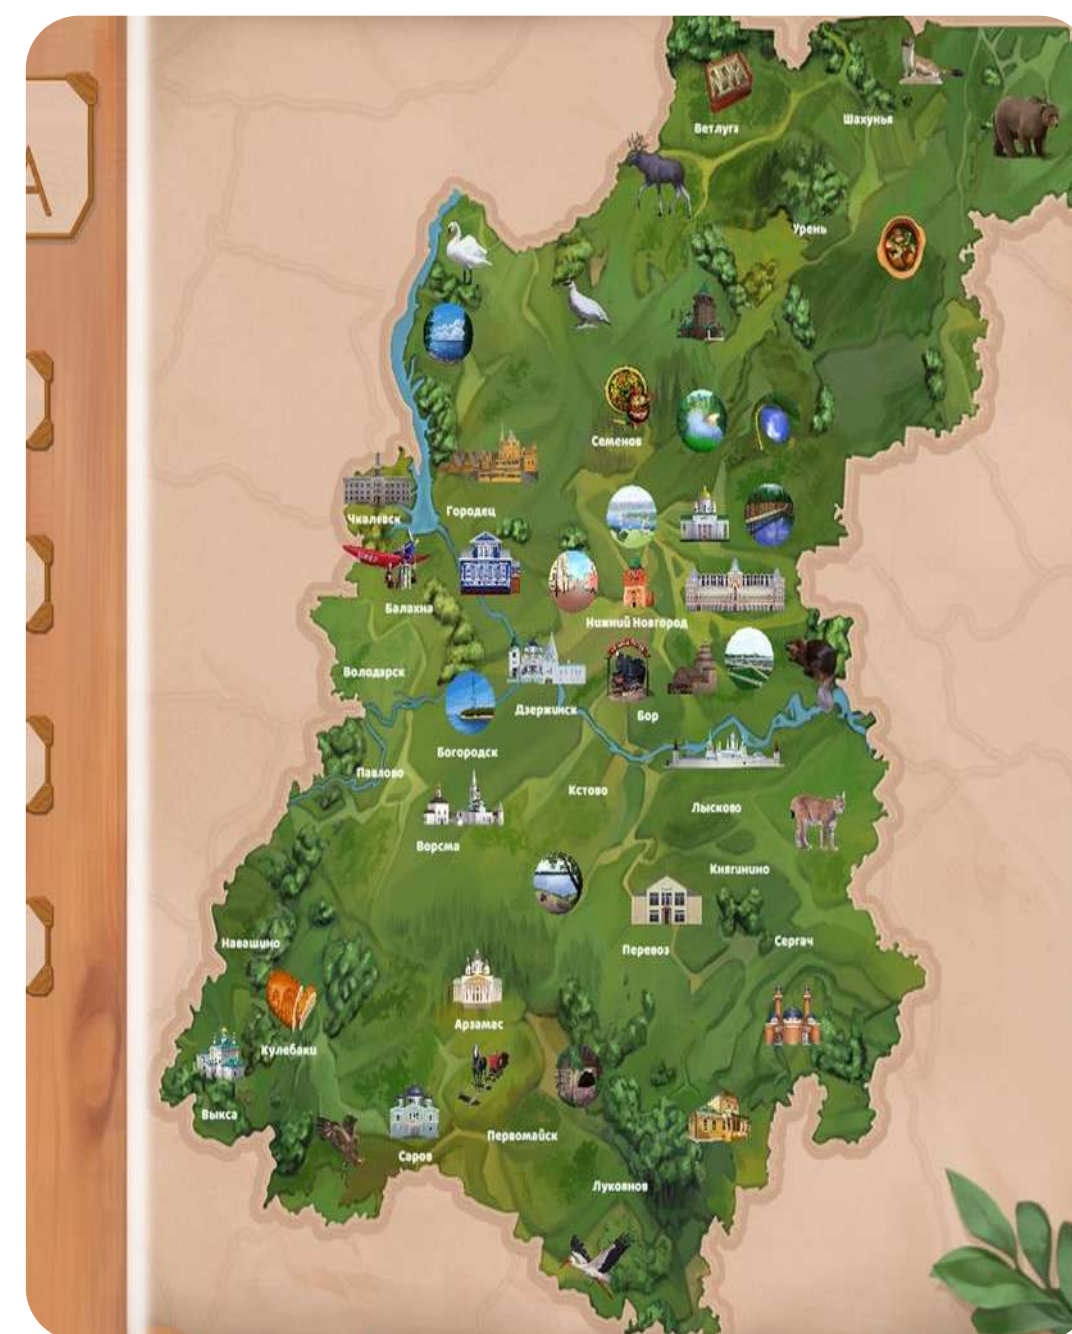 А
Ветлуга
Шахунья
Урень
Семенов
Чкаловск
Городец
Балахна
Нижний Новгород
Володарск
Дзержинск
Бор
Богородск
Павлово
Кстово
Лысково
Ворсма
Княгинино
Навашино
Перевоз
Сергач
Арзамас
Кулебаки
Выкса
Первомайск
Саров
Лукоянов